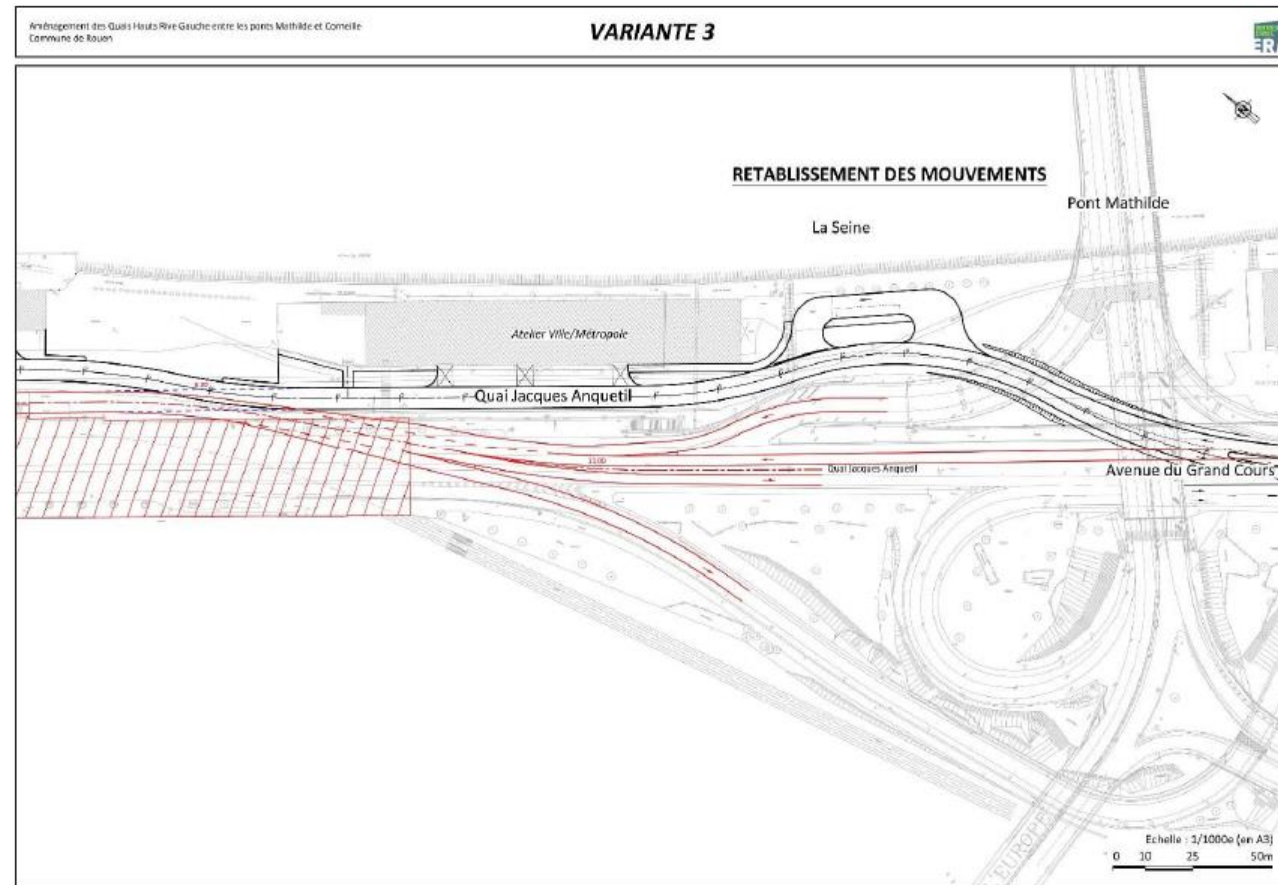 Aménagement des Quais Hauts Rive Gauche entre les ponts Mathilde et Corneille
Commune de Rouen
VARIANTE 3
RETABLISSEMENT DES MOUVEMENTS
Pont Mathilde
La Seine
Atelier Ville/Métropole
Quai Jacques Anquetil
Quai Jacques Anquetil
Avenue du Grand Cours
L'EUROPE
Echelle : 1/1000e (en A3)
0 10 25 50m